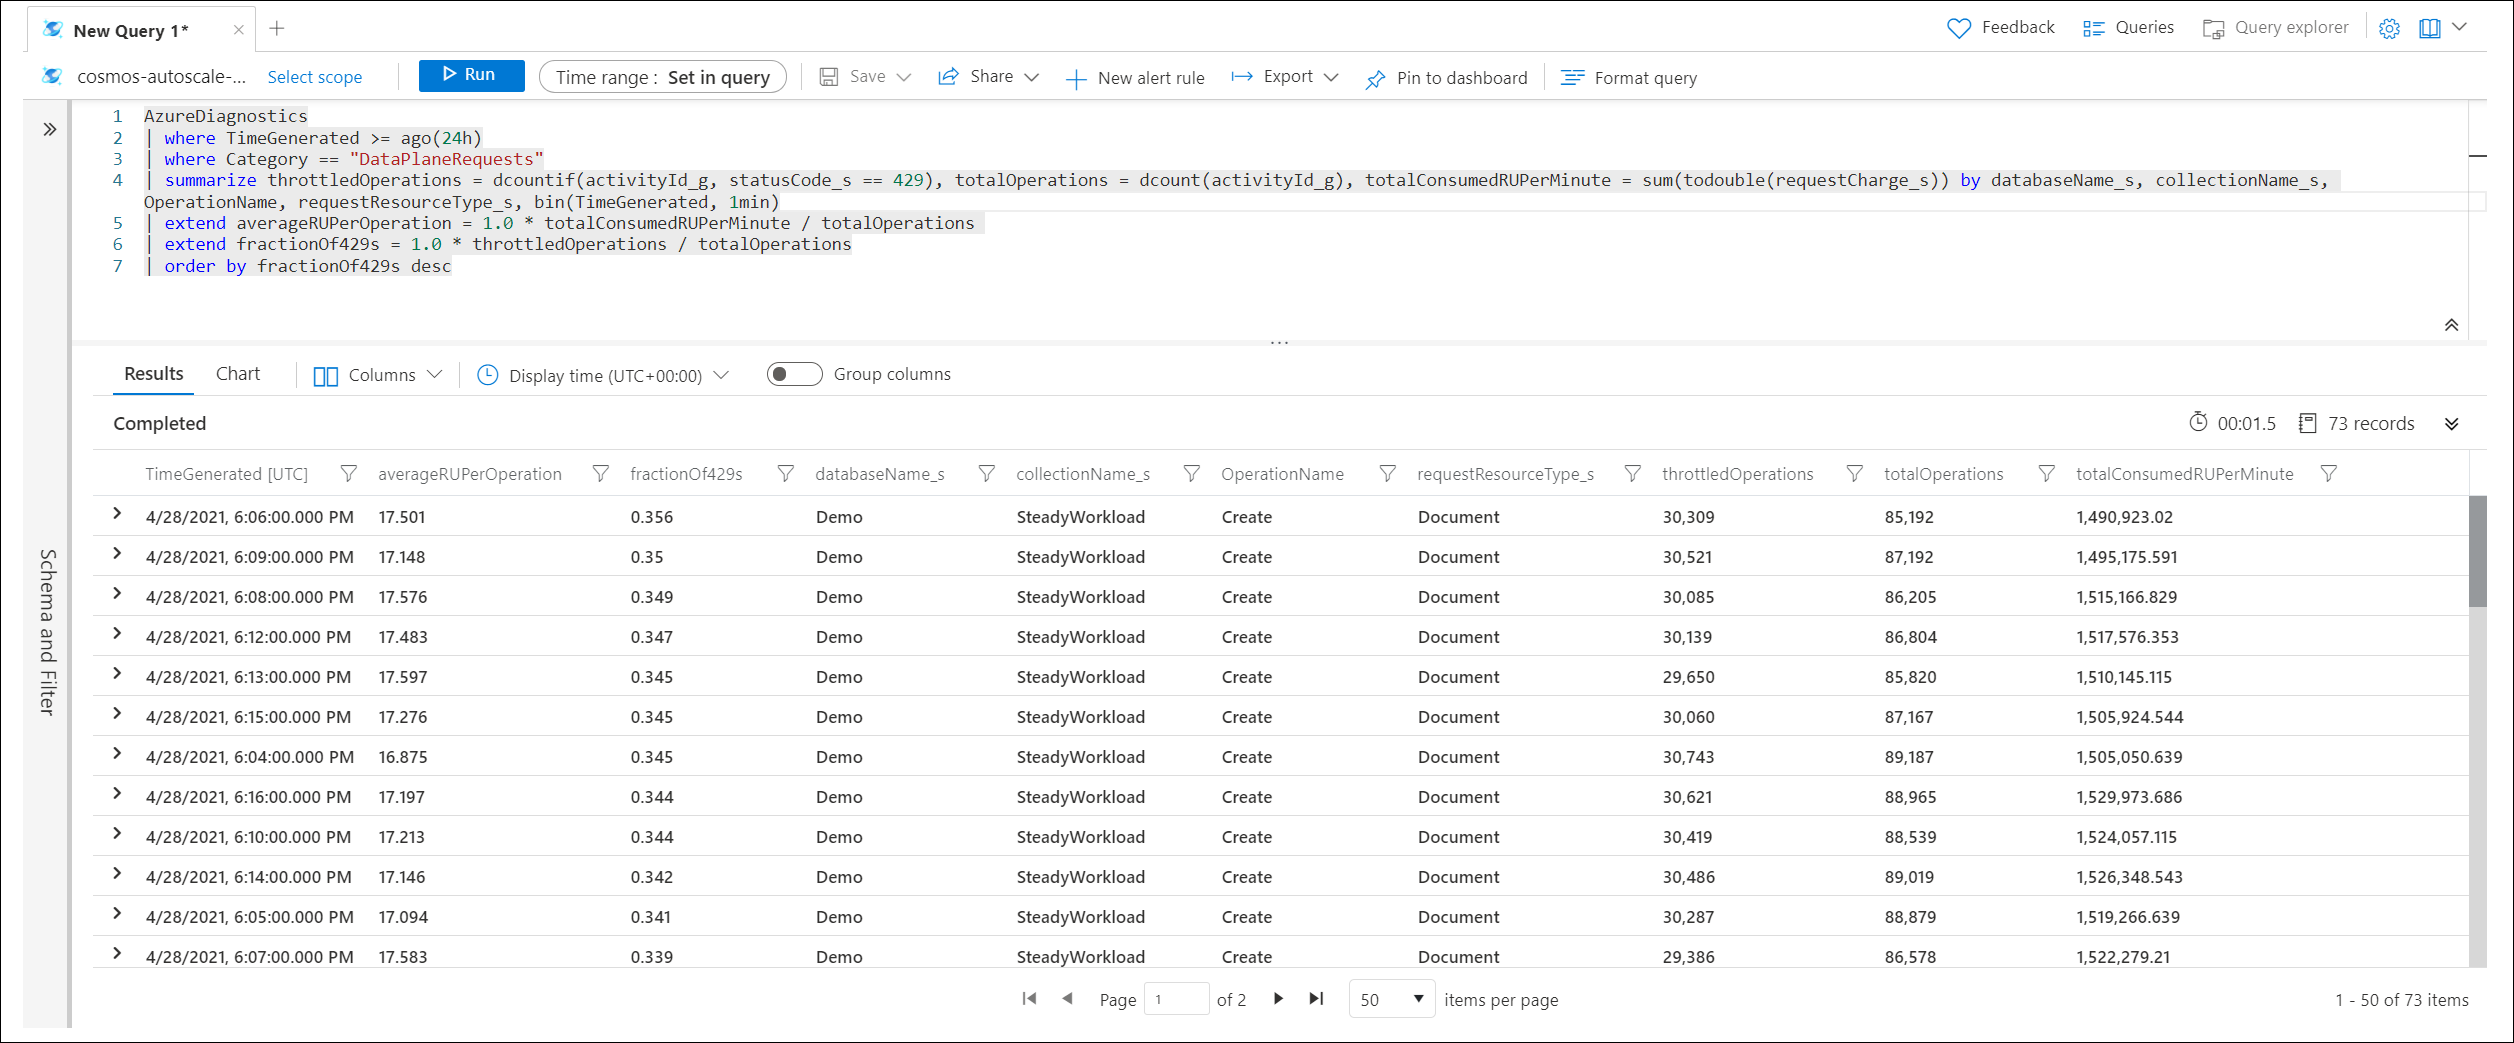 New Query 1*
Feedback Queries Query explorer
cosmos-autoscale-... Select scope Run Time range : Set in query Save Share New alert rule Export Pin to dashboard Format query
1 AzureDiagnostics
2 | where TimeGenerated >= ago(24h)
3 | where Category == "DataPlaneRequests"
4 | summarize throttledOperations = dcountif(activityId_g, statusCode_s == 429), totalOperations = dcount(activityId_g), totalConsumedRUPerMinute = sum(todouble(requestCharge_s)) by databaseName_s, collectionName_s,
OperationName, requestResourceType_s, bin(TimeGenerated, 1min)
5 | extend averageRUPerOperation = 1.0 * totalConsumedRUPerMinute / totalOperations
6 | extend fractionOf429s = 1.0 * throttledOperations / totalOperations
7 | order by fractionOf429s desc
Schema and Filter
Results Chart Columns Display time (UTC+00:00) Group columns
Completed 00:01.5 73 records
TimeGenerated [UTC] averageRUPerOperation fractionOf429s databaseName_s collectionName_s OperationName requestResourceType_s throttledOperations totalOperations totalConsumedRUPerMinute
4/28/2021, 6:06:00.000 PM 17.501 0.356 Demo SteadyWorkload Create Document 30,309 85,192 1,490,923.02
4/28/2021, 6:09:00.000 PM 17.148 0.35 Demo SteadyWorkload Create Document 30,521 87,192 1,495,175.591
4/28/2021, 6:08:00.000 PM 17.576 0.349 Demo SteadyWorkload Create Document 30,085 86,205 1,515,166.829
4/28/2021, 6:12:00.000 PM 17.483 0.347 Demo SteadyWorkload Create Document 30,139 86,804 1,517,576.353
4/28/2021, 6:13:00.000 PM 17.597 0.345 Demo SteadyWorkload Create Document 29,650 85,820 1,510,145.115
4/28/2021, 6:15:00.000 PM 17.276 0.345 Demo SteadyWorkload Create Document 30,060 87,167 1,505,924.544
4/28/2021, 6:04:00.000 PM 16.875 0.345 Demo SteadyWorkload Create Document 30,743 89,187 1,505,050.639
4/28/2021, 6:16:00.000 PM 17.197 0.344 Demo SteadyWorkload Create Document 30,621 88,965 1,529,973.686
4/28/2021, 6:10:00.000 PM 17.213 0.344 Demo SteadyWorkload Create Document 30,419 88,539 1,524,057.115
4/28/2021, 6:14:00.000 PM 17.146 0.342 Demo SteadyWorkload Create Document 30,486 89,019 1,526,348.543
4/28/2021, 6:05:00.000 PM 17.094 0.341 Demo SteadyWorkload Create Document 30,287 88,879 1,519,266.639
4/28/2021, 6:07:00.000 PM 17.583 0.339 Demo SteadyWorkload Create Document 29,386 86,578 1,522,279.21
Page 1 of 2 50 items per page 1 - 50 of 73 items